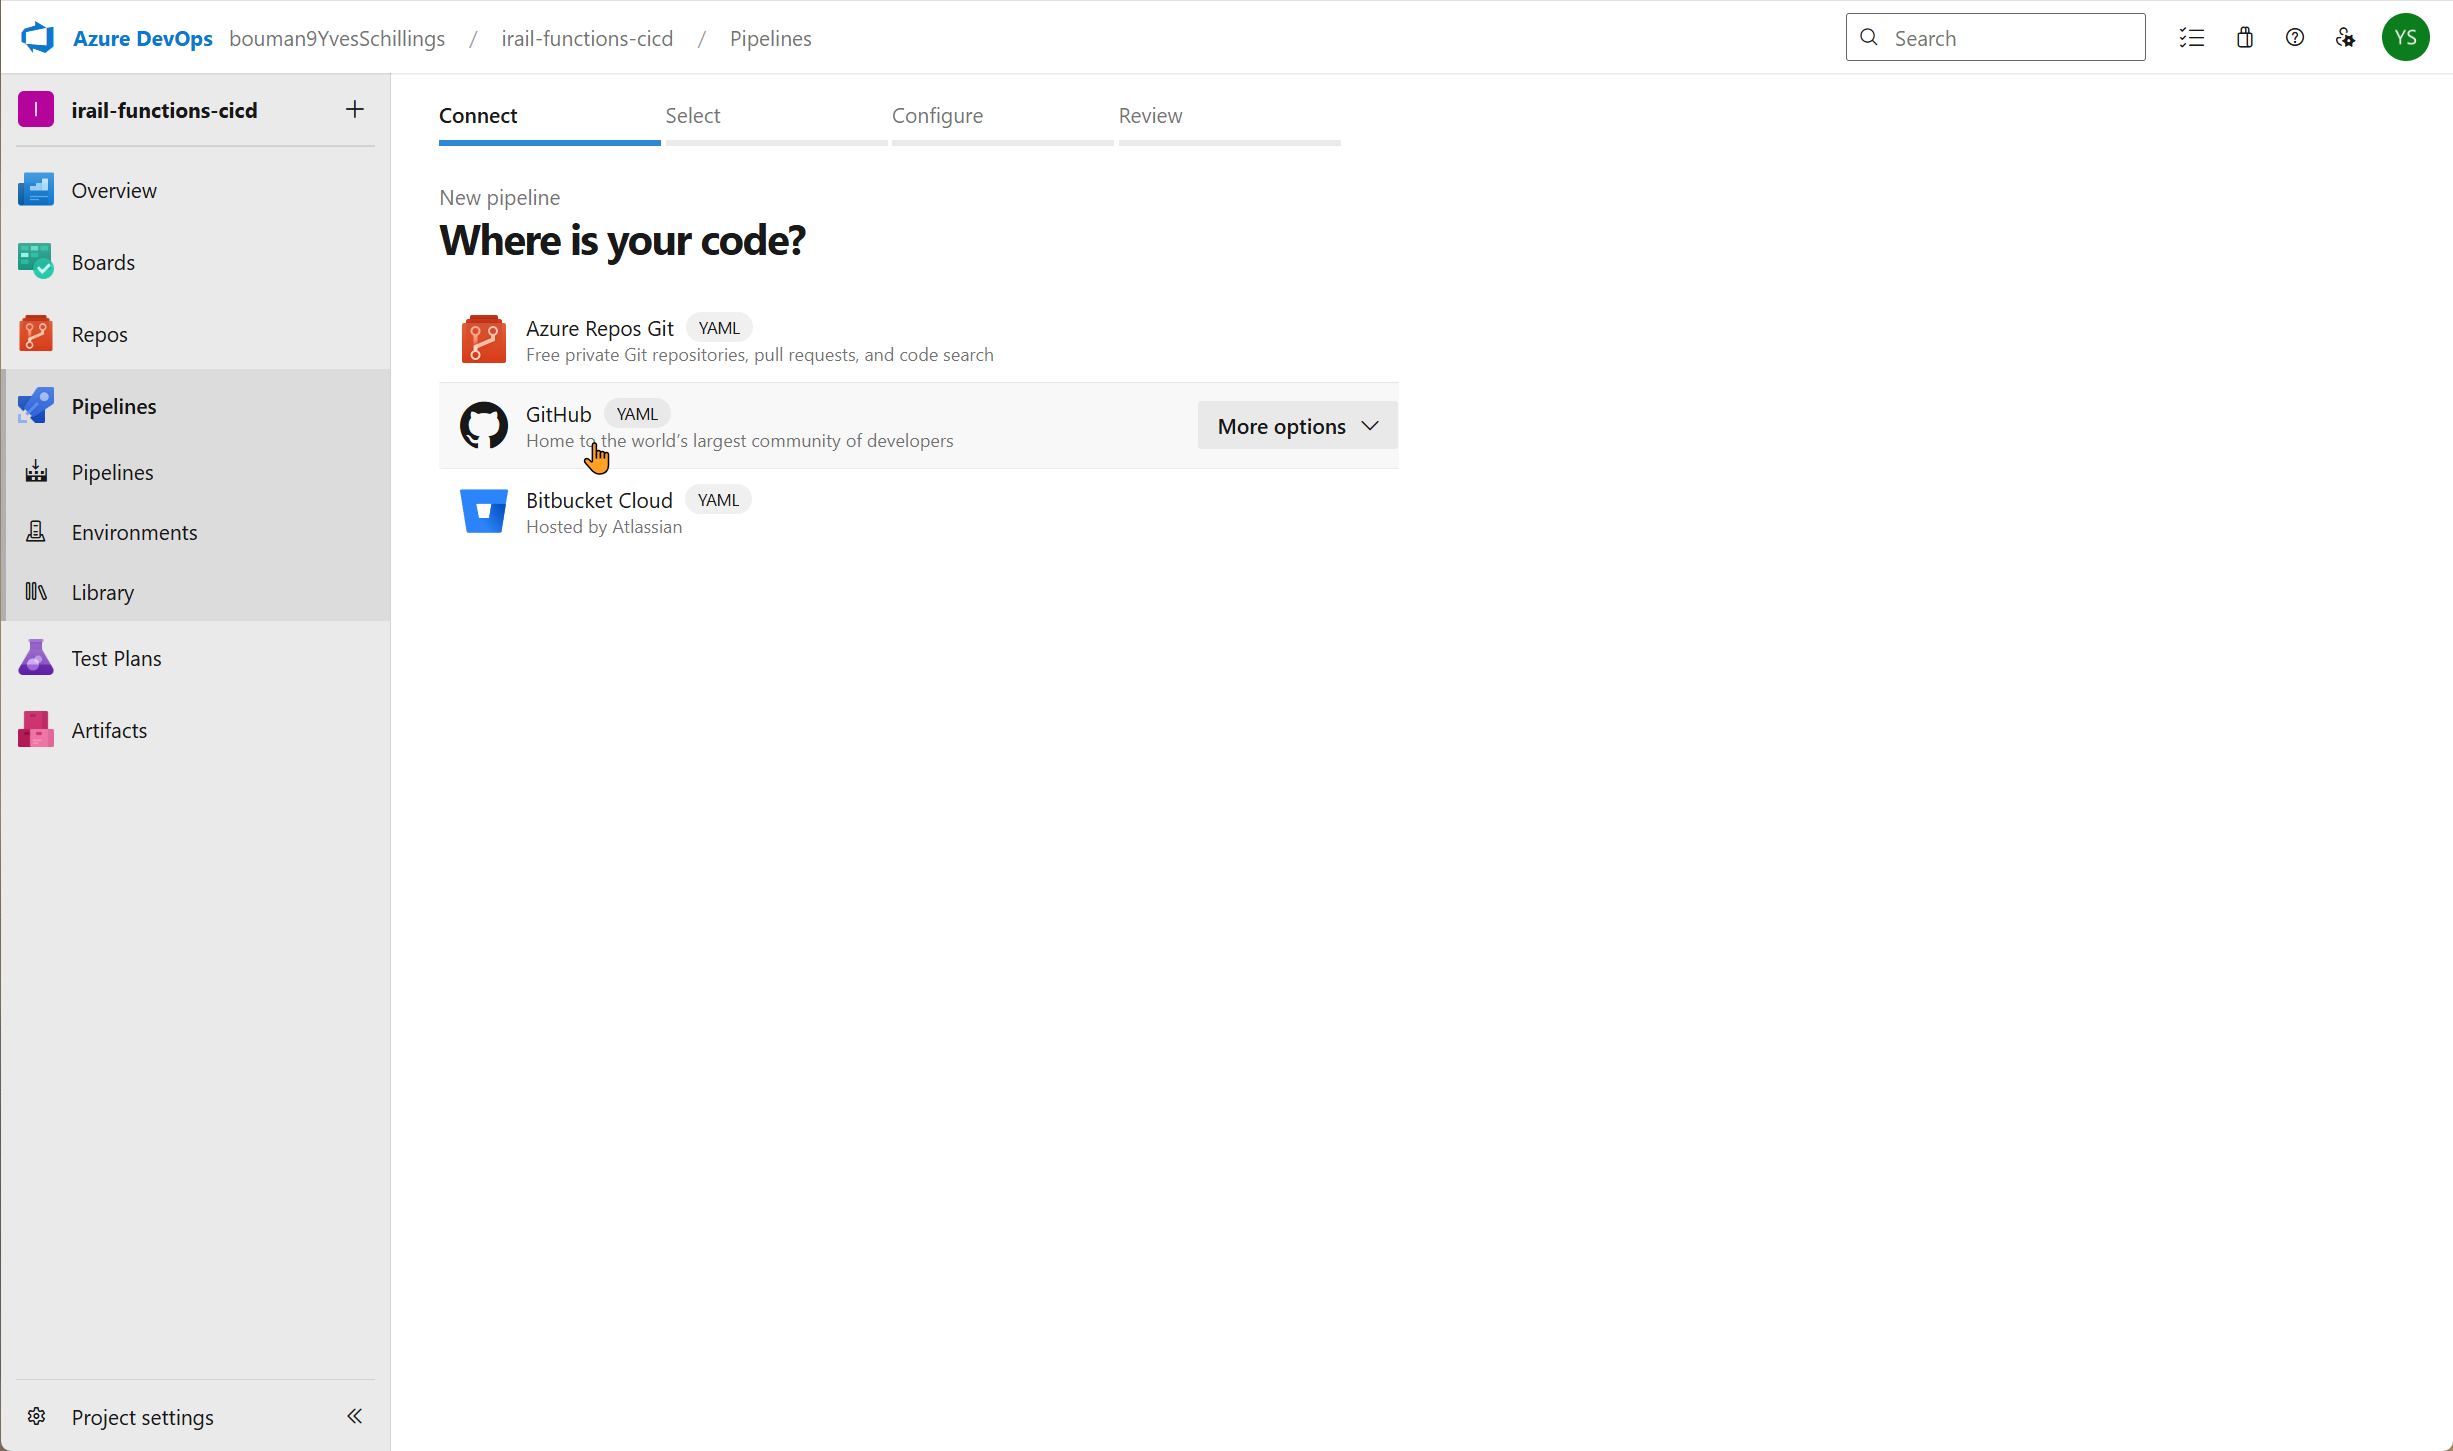 Azure DevOps bouman9YvesSchillings / irail-functions-cicd / Pipelines
Search
YS
I irail-functions-cicd
Overview
Boards
Repos
Pipelines
Pipelines
Environments
Library
Test Plans
Artifacts
Project settings
Connect Select Configure Review
New pipeline
Where is your code?
Azure Repos Git YAML
Free private Git repositories, pull requests, and code search
GitHub YAML
Home to the world's largest community of developers
More options
Bitbucket Cloud YAML
Hosted by Atlassian